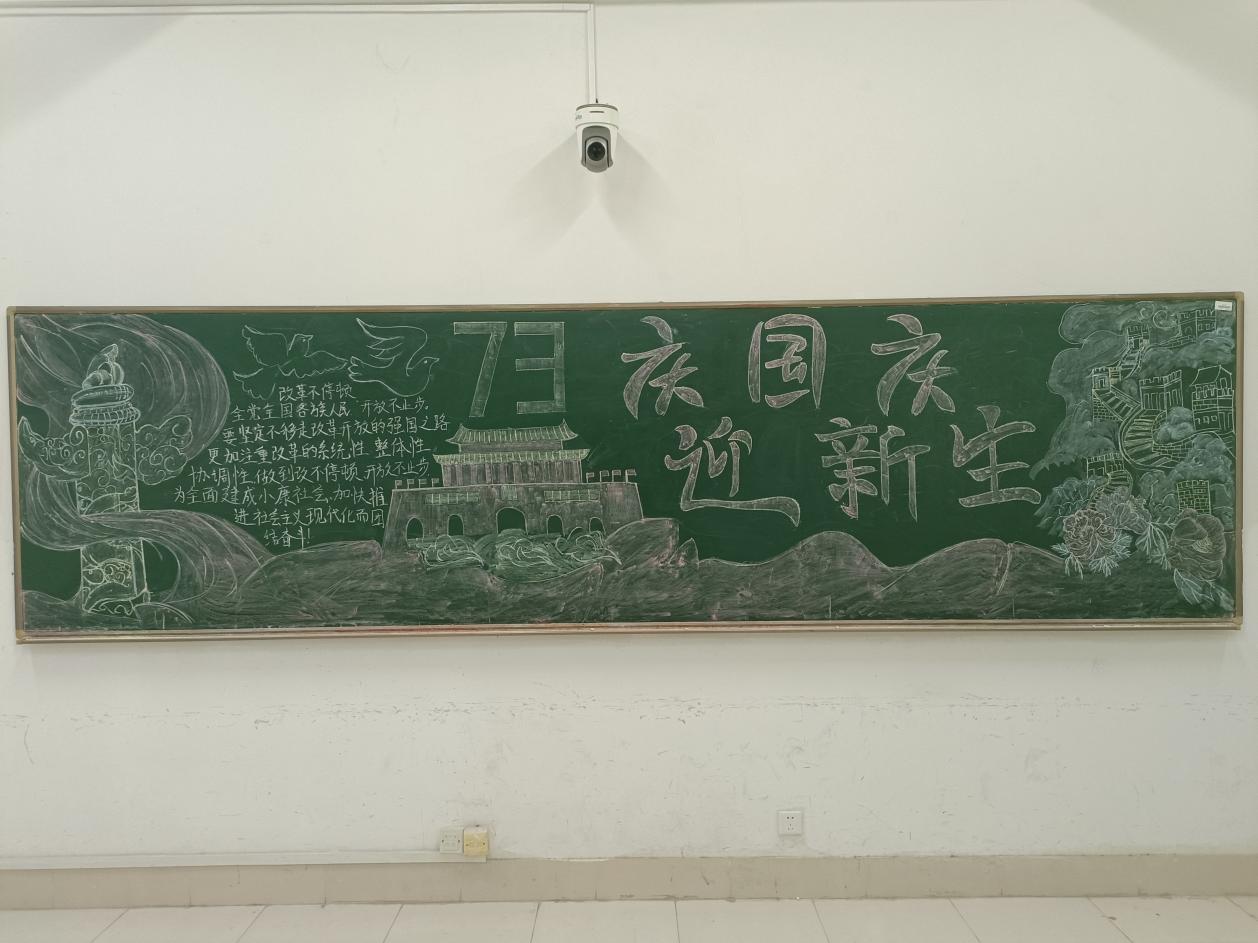 改革不停顿
全党全国各族人民 开放不止步。
要坚定不移走改革开放的强国之路
更加注重改革的系统性 整体性
协调性,做到改不停顿 开放不止步
为全面建成小康社会,加快推
进社会主义现代化而团
结奋斗!
73
庆国庆
迎新生